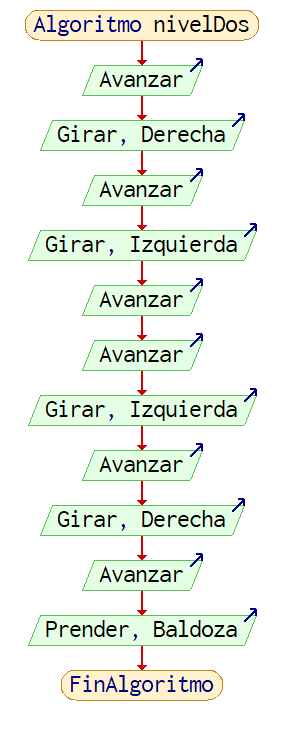 Algoritmo nivelDos
Avanzar
Girar, Derecha
Avanzar
Girar, Izquierda
Avanzar
Avanzar
Girar, Izquierda
Avanzar
Girar, Derecha
Avanzar
Prender, Baldoza
FinAlgoritmo